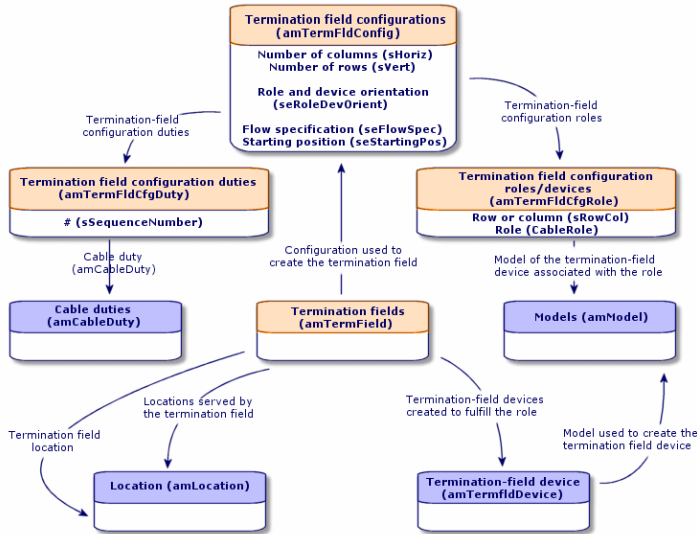 Termination field configurations
(amTermFldConfig)
Number of columns (sHoriz)
Number of rows (sVert)
Role and device orientation
(seRoleDevOrient)
Flow specification (seFlowSpec)
Starting position (seStartingPos)
Termination-field
configuration duties
Termination-field
configuration roles
Termination field configuration duties
(amTermFldCfgDuty)
# (sSequenceNumber)
Termination field configuration
roles/devices
(amTermFldCfgRole)
Row or column (sRowCol)
Role (CableRole)
Cable duty
(amCableDuty)
Configuration used to
create the termination field
Model of the termination-field
device associated with the role
Cable duties
(amCableDuty)
Termination fields
(amTermField)
Models (amModel)
Locations served by
the termination field
Termination-field devices
created to fulfill the role
Termination field
location
Model used to create the
termination field device
Location (amLocation)
Termination-field device
(amTermfldDevice)